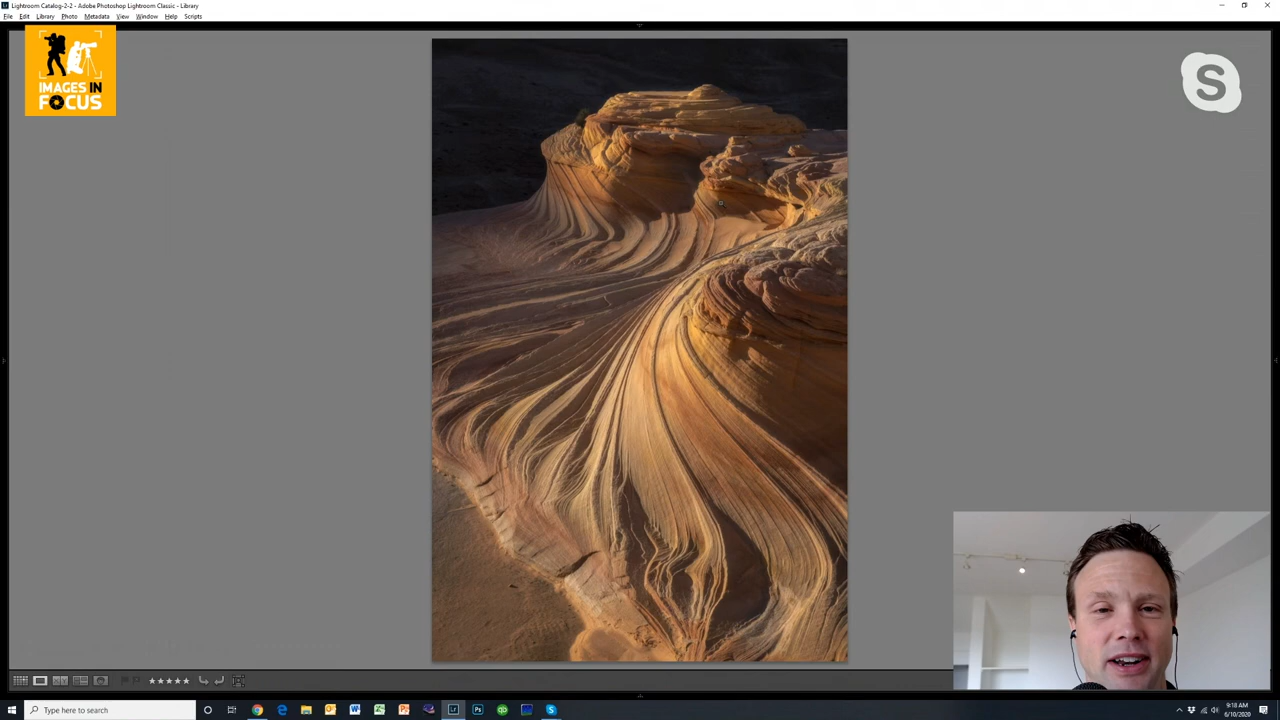 Lightroom Catalog-2-2 - Adobe Photoshop Lightroom Classic - Library
File Edit Library Photo Metadata View Window Help Scripts
IMAGES IN
FOCUS
S
Type here to search
9:18 AM
6/10/2020